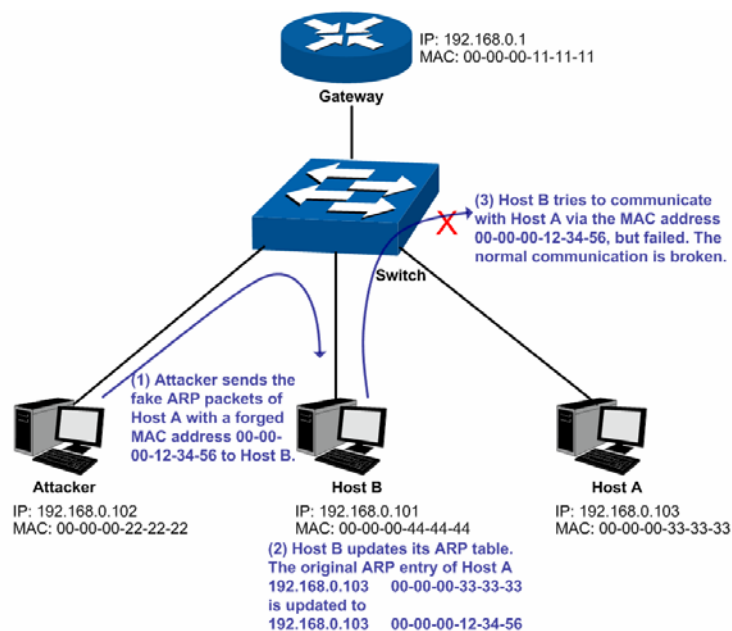 IP: 192.168.0.1
MAC: 00-00-00-11-11-11
Gateway
(3) Host B tries to communicate
with Host A via the MAC address
00-00-00-12-34-56, but failed. The
normal communication is broken.
X
Switch
(1) Attacker sends the
fake ARP packets of
Host A with a forged
MAC address 00-00-
00-12-34-56 to Host B.
Attacker
IP: 192.168.0.102
MAC: 00-00-00-22-22-22
Host B
IP: 192.168.0.101
MAC: 00-00-00-44-44-44
Host A
IP: 192.168.0.103
MAC: 00-00-00-33-33-33
(2) Host B updates its ARP table.
The original ARP entry of Host A
192.168.0.103 00-00-00-33-33-33
is updated to
192.168.0.103 00-00-00-12-34-56